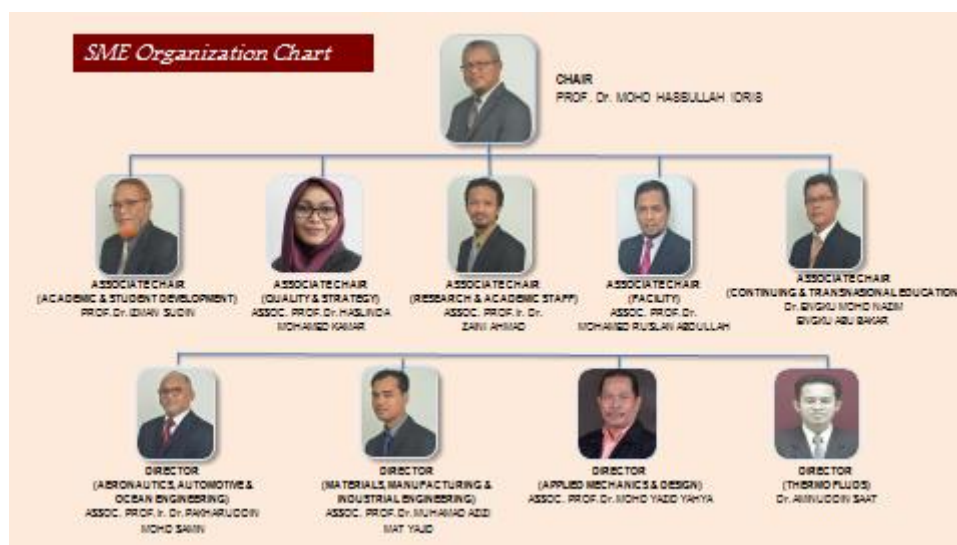 SME Organization Chart
CHAIR
PROF. Dr. MOHD HASBULLAH IDRIS
ASSOCIATE CHAIR
(ACADEMIC & STUDENT DEVELOPMENT)
PROF.Dr. IZMAN SUDIN
ASSOCIATE CHAIR
(QUALITY & STRATEGY)
ASSOC. PROF.Dr. HASLINDA
MOHAMED KAMAR
ASSOCIATE CHAIR
(RESEARCH & ACADEMIC STAFF)
ASSOC. PROF.Ir. Dr.
ZAINI AHMAD
ASSOCIATE CHAIR
(FACILITY)
ASSOC. PROF.Dr.
MOHAMED RUSLAN ABDULLAH
ASSOCIATE CHAIR
(CONTINUING & TRANSNASIONAL EDUCATION
Dr. ENGKU MOHD NAZIM
ENGKU ABU BAKAR
DIRECTOR
(AERONAUTICS, AUTOMOTIVE &
OCEAN ENGINEERING)
ASSOC. PROF.Ir. Dr. PAKHARUDDIN
MOHD SAMIN
DIRECTOR
(MATERIALS, MANUFACTURING &
INDUSTRIAL ENGINEERING)
ASSOC. PROF.Dr. MUHAMAD AZIZI
MAT YAJID
DIRECTOR
(APPLIED MECHANICS & DESIGN)
ASSOC. PROF.Dr. MOHD YAZID YAHYA
DIRECTOR
(THERMO FLUIDS)
Dr. AMINUDDIN SAAT